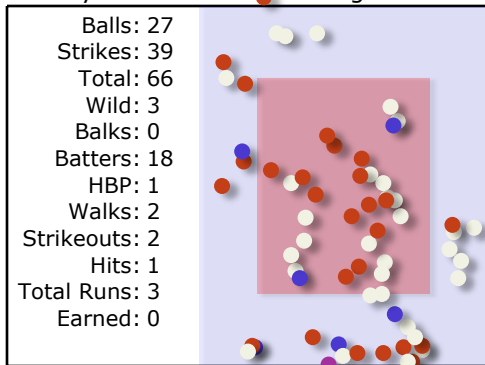 Balls: 27
Strikes: 39
Total: 66
Wild: 3
Balks: 0
Batters: 18
HBP: 1
Walks: 2
Strikeouts: 2
Hits: 1
Total Runs: 3
Earned: 0